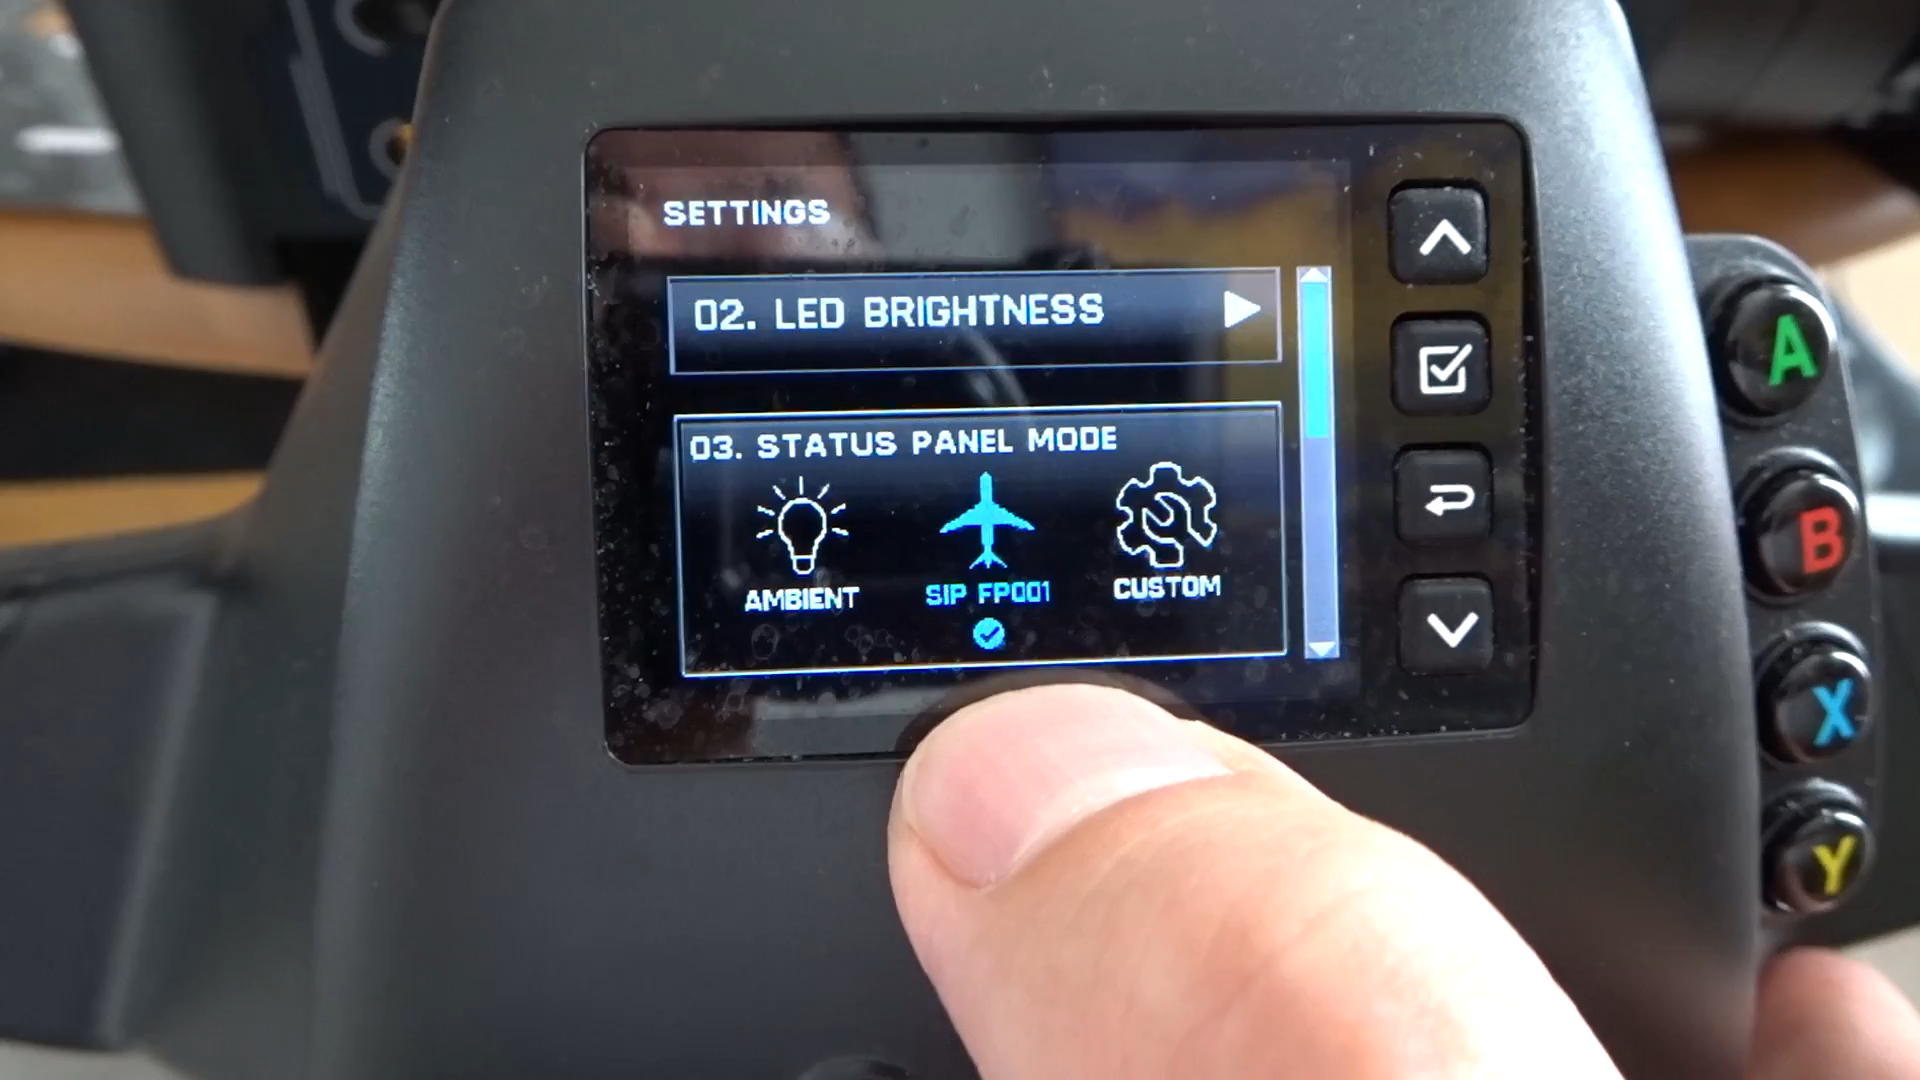 SETTINGS
02. LED BRIGHTNESS
03. STATUS PANEL MODE
AMBIENT
SIP FP001
CUSTOM
A
B
X
Y